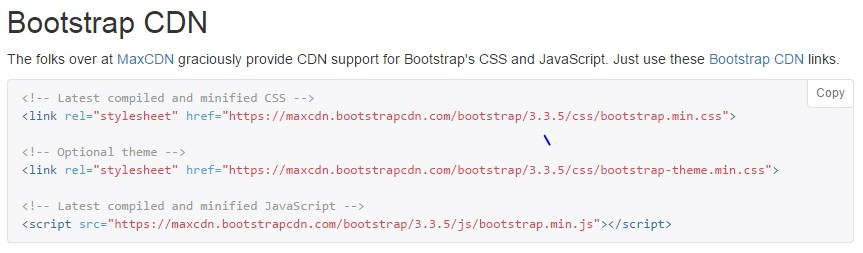 Bootstrap CDN
The folks over at MaxCDN graciously provide CDN support for Bootstrap's CSS and JavaScript. Just use these Bootstrap CDN links.
Copy
<!-- Latest compiled and minified CSS -->
<link rel="stylesheet" href="https://maxcdn.bootstrapcdn.com/bootstrap/3.3.5/css/bootstrap.min.css">
<!-- Optional theme -->
<link rel="stylesheet" href="https://maxcdn.bootstrapcdn.com/bootstrap/3.3.5/css/bootstrap-theme.min.css">
<!-- Latest compiled and minified JavaScript -->
<script src="https://maxcdn.bootstrapcdn.com/bootstrap/3.3.5/js/bootstrap.min.js"></script>